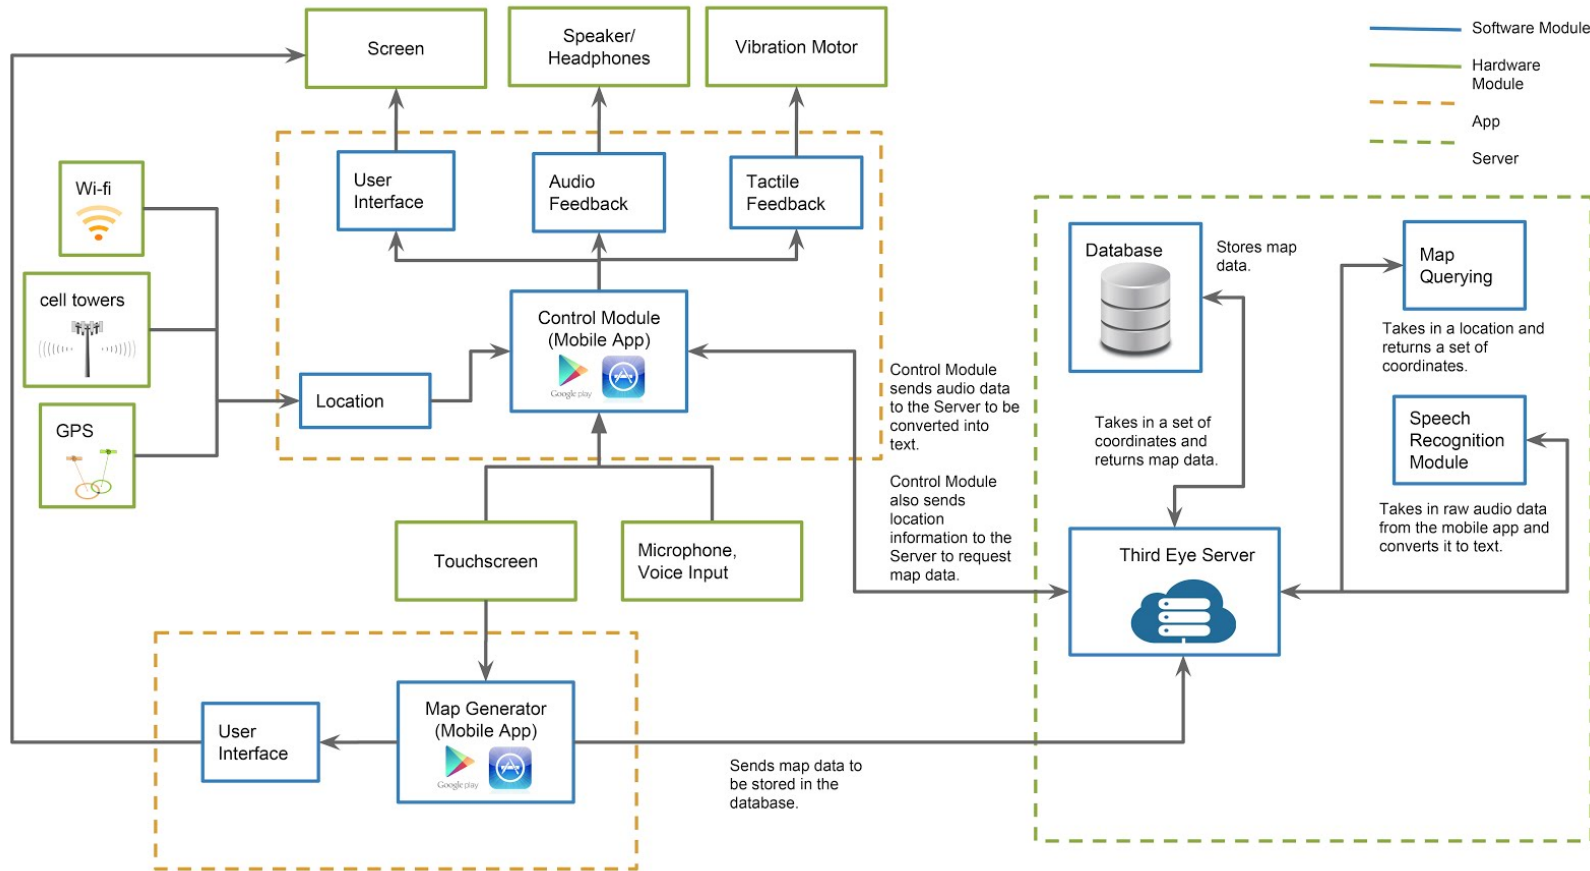 Screen
Speaker/
Headphones
Vibration Motor
Software Module
Hardware
Module
App
Server
Wi-fi
User
Interface
Audio
Feedback
Tactile
Feedback
cell towers
Control Module
(Mobile App)
Google play
GPS
Location
Database
Stores map
data.
Map
Querying
Takes in a location and
returns a set of
coordinates.
Control Module
sends audio data
to the Server to be
converted into
text.
Takes in a set of
coordinates and
returns map data.
Speech
Recognition
Module
Takes in raw audio data
from the mobile app and
converts it to text.
Control Module
also sends
location
information to the
Server to request
map data.
Touchscreen
Microphone,
Voice Input
Third Eye Server
User
Interface
Map Generator
(Mobile App)
Google play
Sends map data to
be stored in the
database.